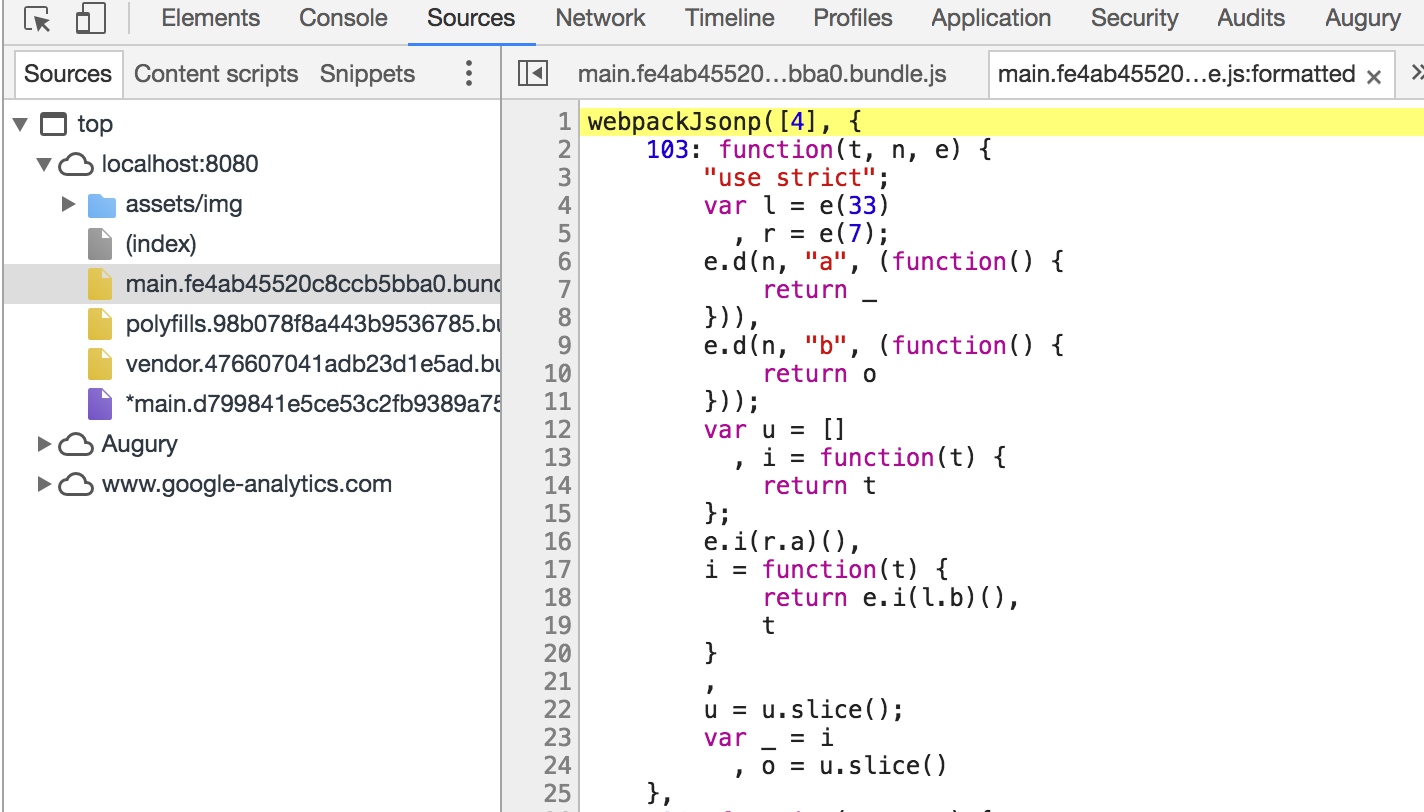 Elements Console Sources Network Timeline Profiles Application Security Audits Augury
Sources Content scripts Snippets
main.fe4ab45520...bba0.bundle.js main.fe4ab45520...e.js:formatted × »
top
localhost:8080
assets/img
(index)
main.fe4ab45520c8ccb5bba0.bund
polyfills.98b078f8a443b9536785.bu
vendor.476607041adb23d1e5ad.bu
*main.d799841e5ce53c2fb9389a75
Augury
www.google-analytics.com
1 webpackJsonp([4], {
2 103: function(t, n, e) {
3 "use strict";
4 var l = e(33)
5 , r = e(7);
6 e.d(n, "a", (function() {
7 return _
8 })),
9 e.d(n, "b", (function() {
10 return o
11 }));
12 var u = []
13 , i = function(t) {
14 return t
15 };
16 e.i(r.a)(),
17 i = function(t) {
18 return e.i(l.b)(),
19 t
20 }
21 ,
22 u = u.slice();
23 var _ = i
24 , o = u.slice()
25 },